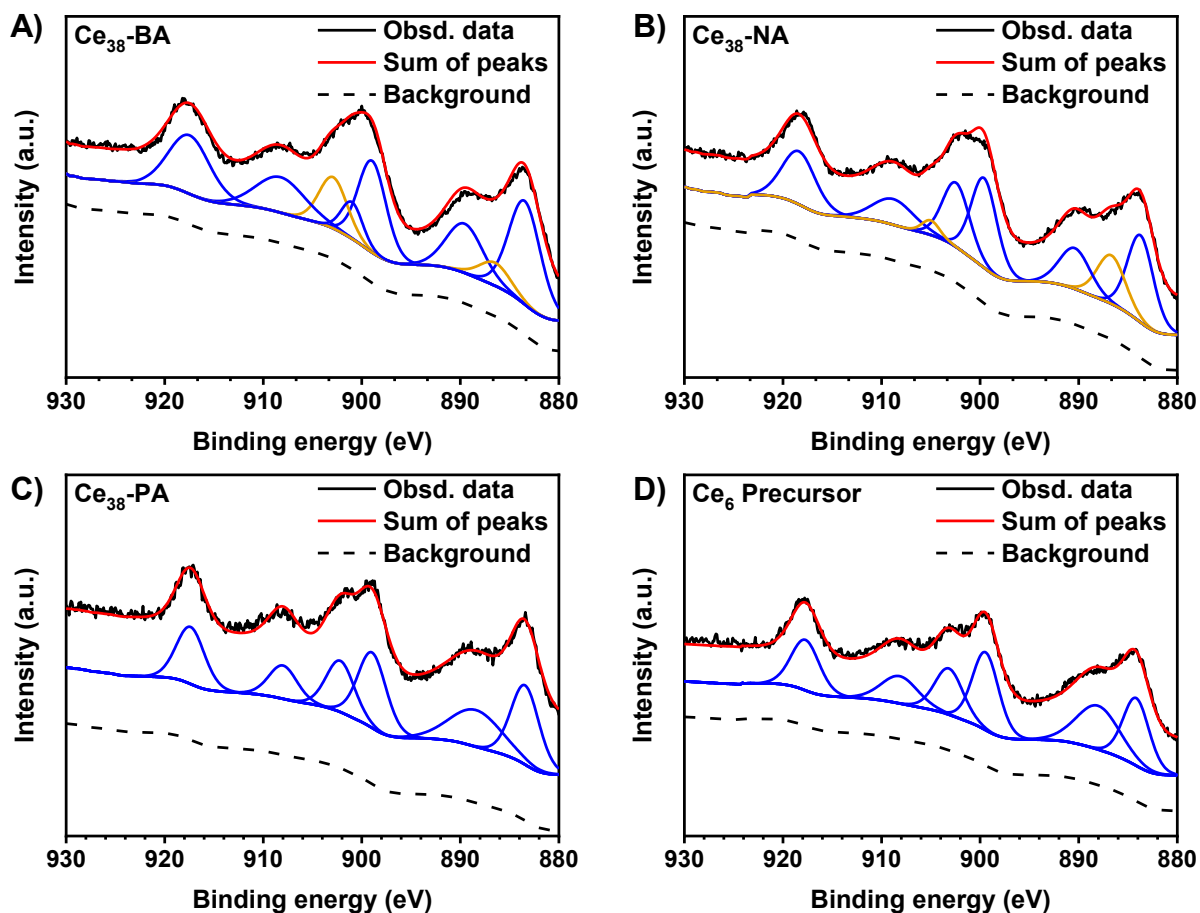 A)
Ce38-BA
Obsd. data
Sum of peaks
Background
Intensity (a.u.)
930 920 910 900 890 880
Binding energy (eV)
B)
Ce38-NA
Obsd. data
Sum of peaks
Background
Intensity (a.u.)
930 920 910 900 890 880
Binding energy (eV)
C)
Ce38-PA
Obsd. data
Sum of peaks
Background
Intensity (a.u.)
930 920 910 900 890 880
Binding energy (eV)
D)
Ce6 Precursor
Obsd. data
Sum of peaks
Background
Intensity (a.u.)
930 920 910 900 890 880
Binding energy (eV)